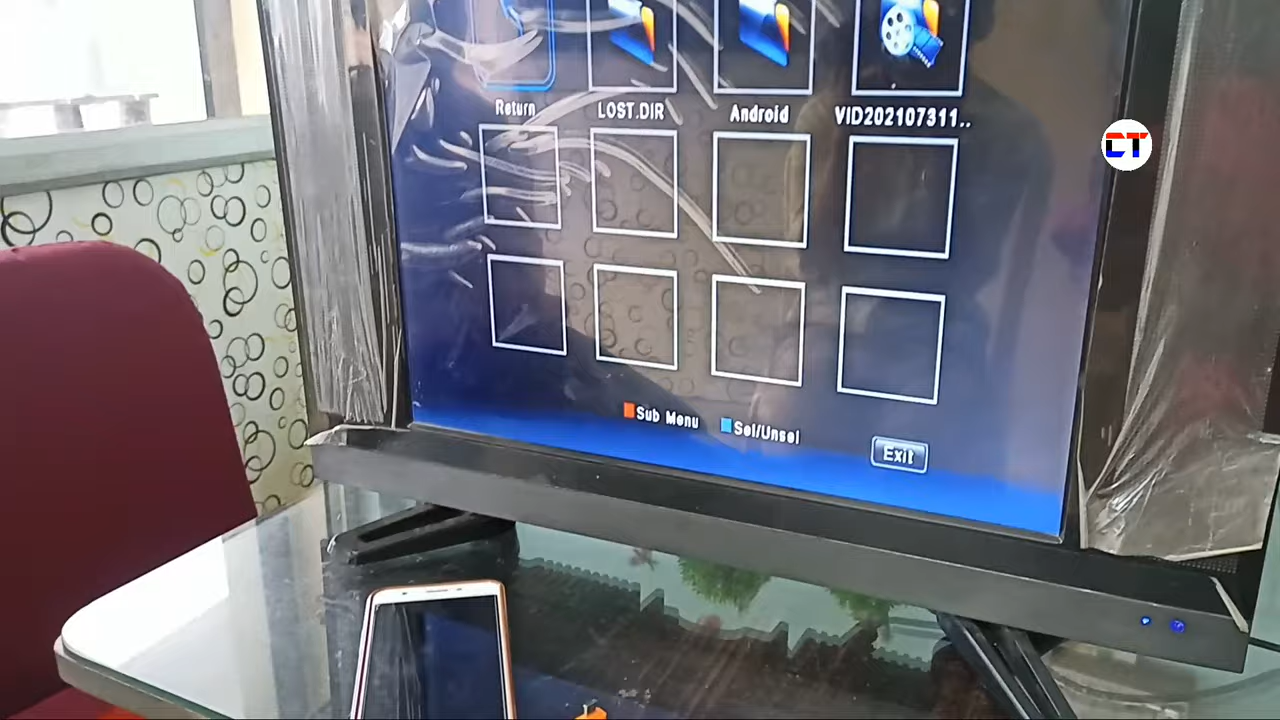 Return LOST.DIR Android VID202107311..
CT
Sub Menu Sel/Unsel
Exit